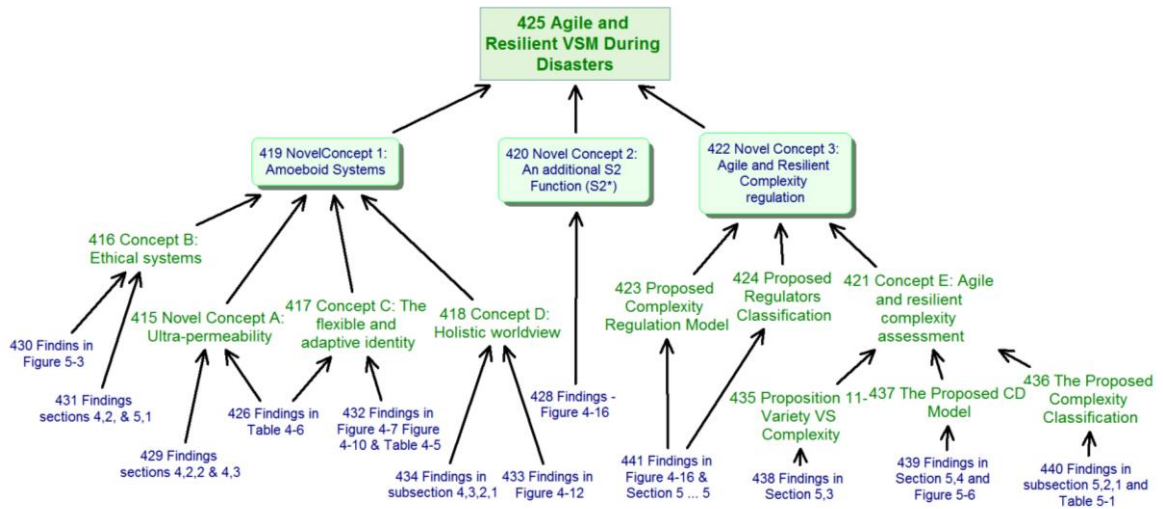 425 Agile and
Resilient VSM During
Disasters
419 NovelConcept 1:
Amoeboid Systems
420 Novel Concept 2:
An additional S2
Function (S2*)
422 Novel Concept 3:
Agile and Resilient
Complexity
regulation
416 Concept B:
Ethical systems
415 Novel Concept A:
Ultra-permeability
417 Concept C: The
flexible and
adaptive identity
418 Concept D:
Holistic worldview
423 Proposed
Complexity
Regulation Model
424 Proposed
Regulators
Classification
421 Concept E: Agile
and resilient
complexity
assessment
430 Findins in
Figure 5-3
431 Findings
sections 4,2, & 5,1
429 Findings
sections 4,2,2 & 4,3
426 Findings in
Table 4-6
432 Findings in
Figure 4-7 Figure
4-10 & Table 4-5
434 Findings in
subsection 4,3,2,1
433 Findings in
Figure 4-12
428 Findings -
Figure 4-16
441 Findings in
Figure 4-16 &
Section 5 ... 5
435 Proposition 11-
Variety VS
Complexity
437 The Proposed CD
Model
436 The Proposed
Complexity
Classification
438 Findings in
Section 5,3
439 Findings in
Section 5,4 and
Figure 5-6
440 Findings in
subsection 5,2,1 and
Table 5-1